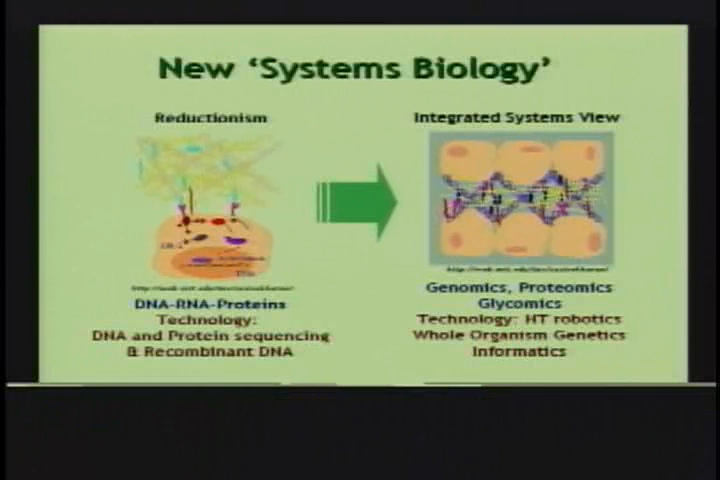 New ‘Systems Biology’
Reductionism
DNA-RNA-Proteins
Technology:
DNA and Protein sequencing
& Recombinant DNA
Integrated Systems View
Genomics, Proteomics
Glycomics
Technology: HT robotics
Whole Organism Genetics
Informatics